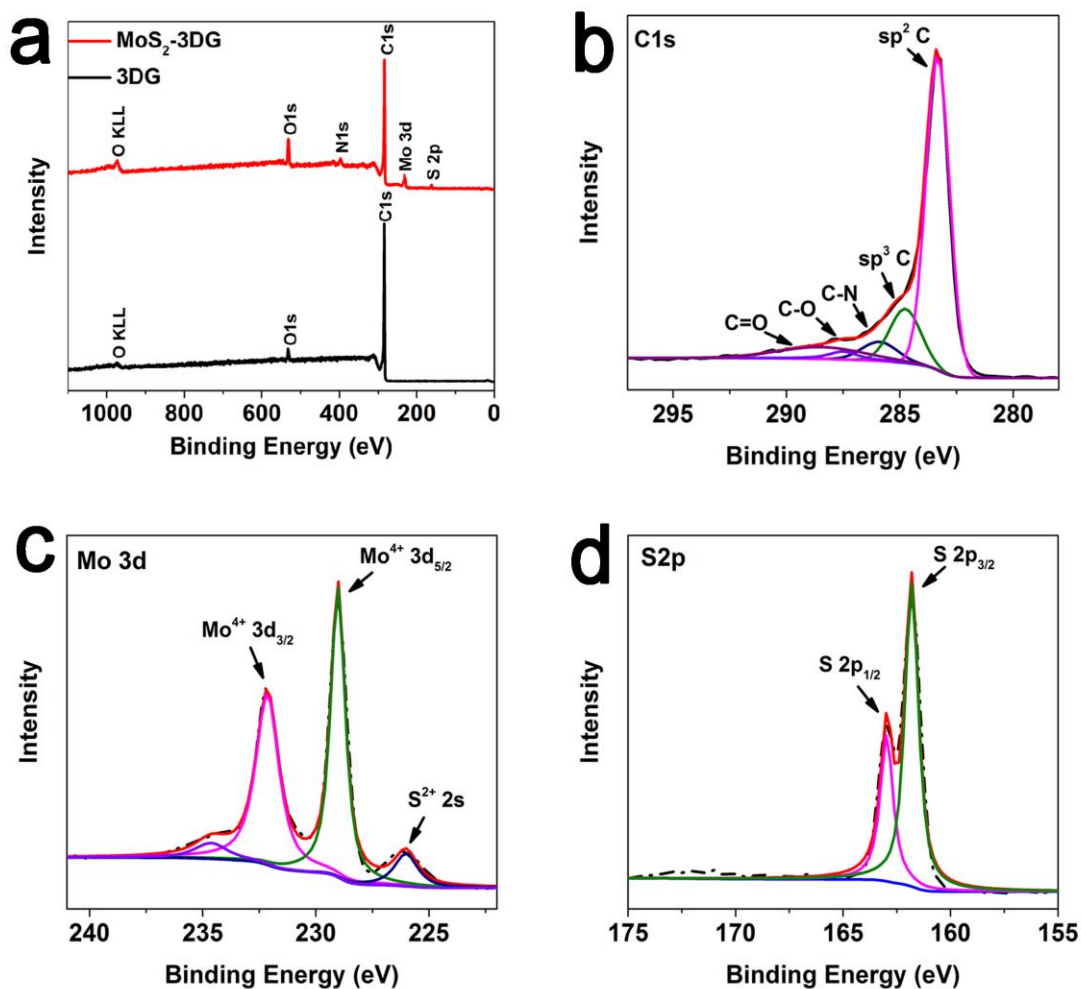 a
MoS₂-3DG
3DG
O KLL
O1s
N1s
C1s
Mo 3d
S 2p
O KLL
O1s
C1s
Intensity
1000 800 600 400 200 0
Binding Energy (eV)
b
C1s
sp² C
sp³ C
C-N
C-O
C=O
Intensity
295 290 285 280
Binding Energy (eV)
c
Mo 3d
Mo⁴⁺ 3d₅/₂
Mo⁴⁺ 3d₃/₂
S²⁺ 2s
Intensity
240 235 230 225
Binding Energy (eV)
d
S2p
S 2p₃/₂
S 2p₁/₂
Intensity
175 170 165 160 155
Binding Energy (eV)